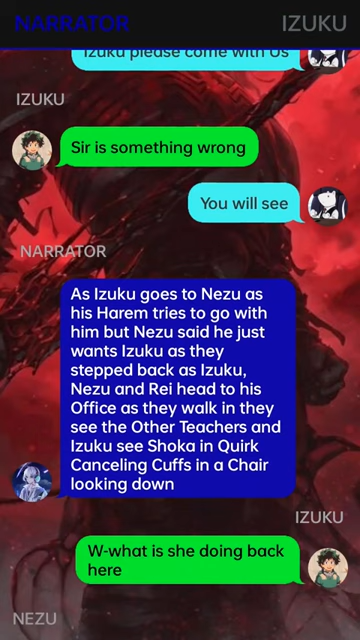 NARRATOR IZUKU
Izuku please come with Us
IZUKU
Sir is something wrong
You will see
NARRATOR
As Izuku goes to Nezu as
his Harem tries to go with
him but Nezu said he just
wants Izuku as they
stepped back as Izuku,
Nezu and Rei head to his
Office as they walk in they
see the Other Teachers and
Izuku see Shoka in Quirk
Canceling Cuffs in a Chair
looking down
IZUKU
W-what is she doing back
here
NEZU